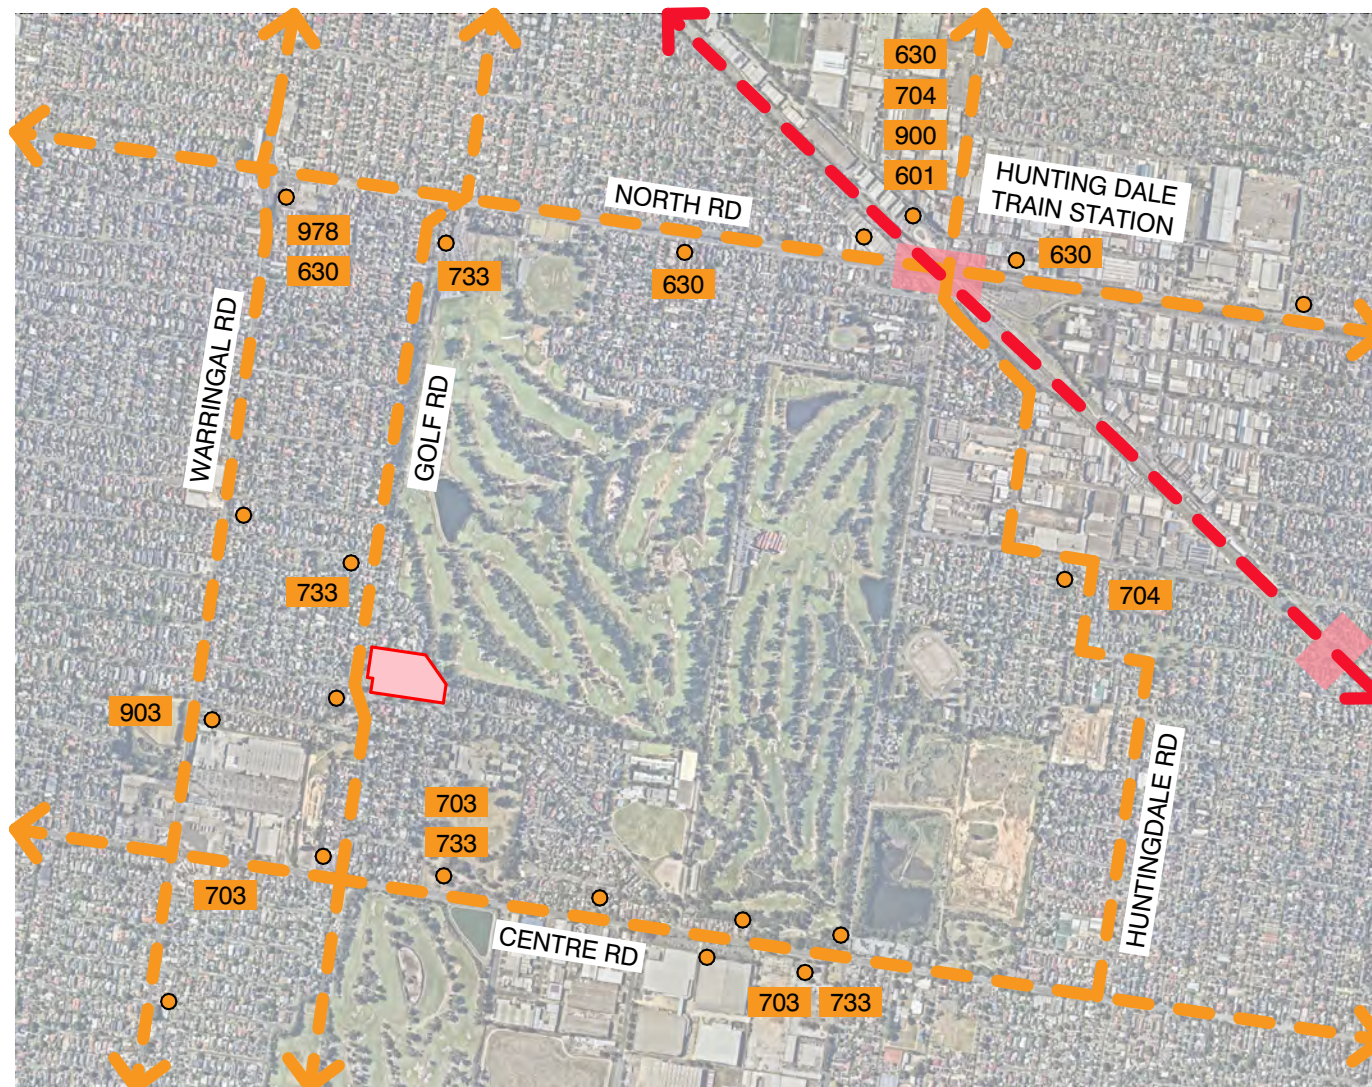 630
704
900
601
HUNTING DALE
TRAIN STATION
NORTH RD
978
630
733
630
630
WARRINGAL RD
GOLF RD
733
704
903
HUNTINGDALE RD
703
733
703
CENTRE RD
703
733